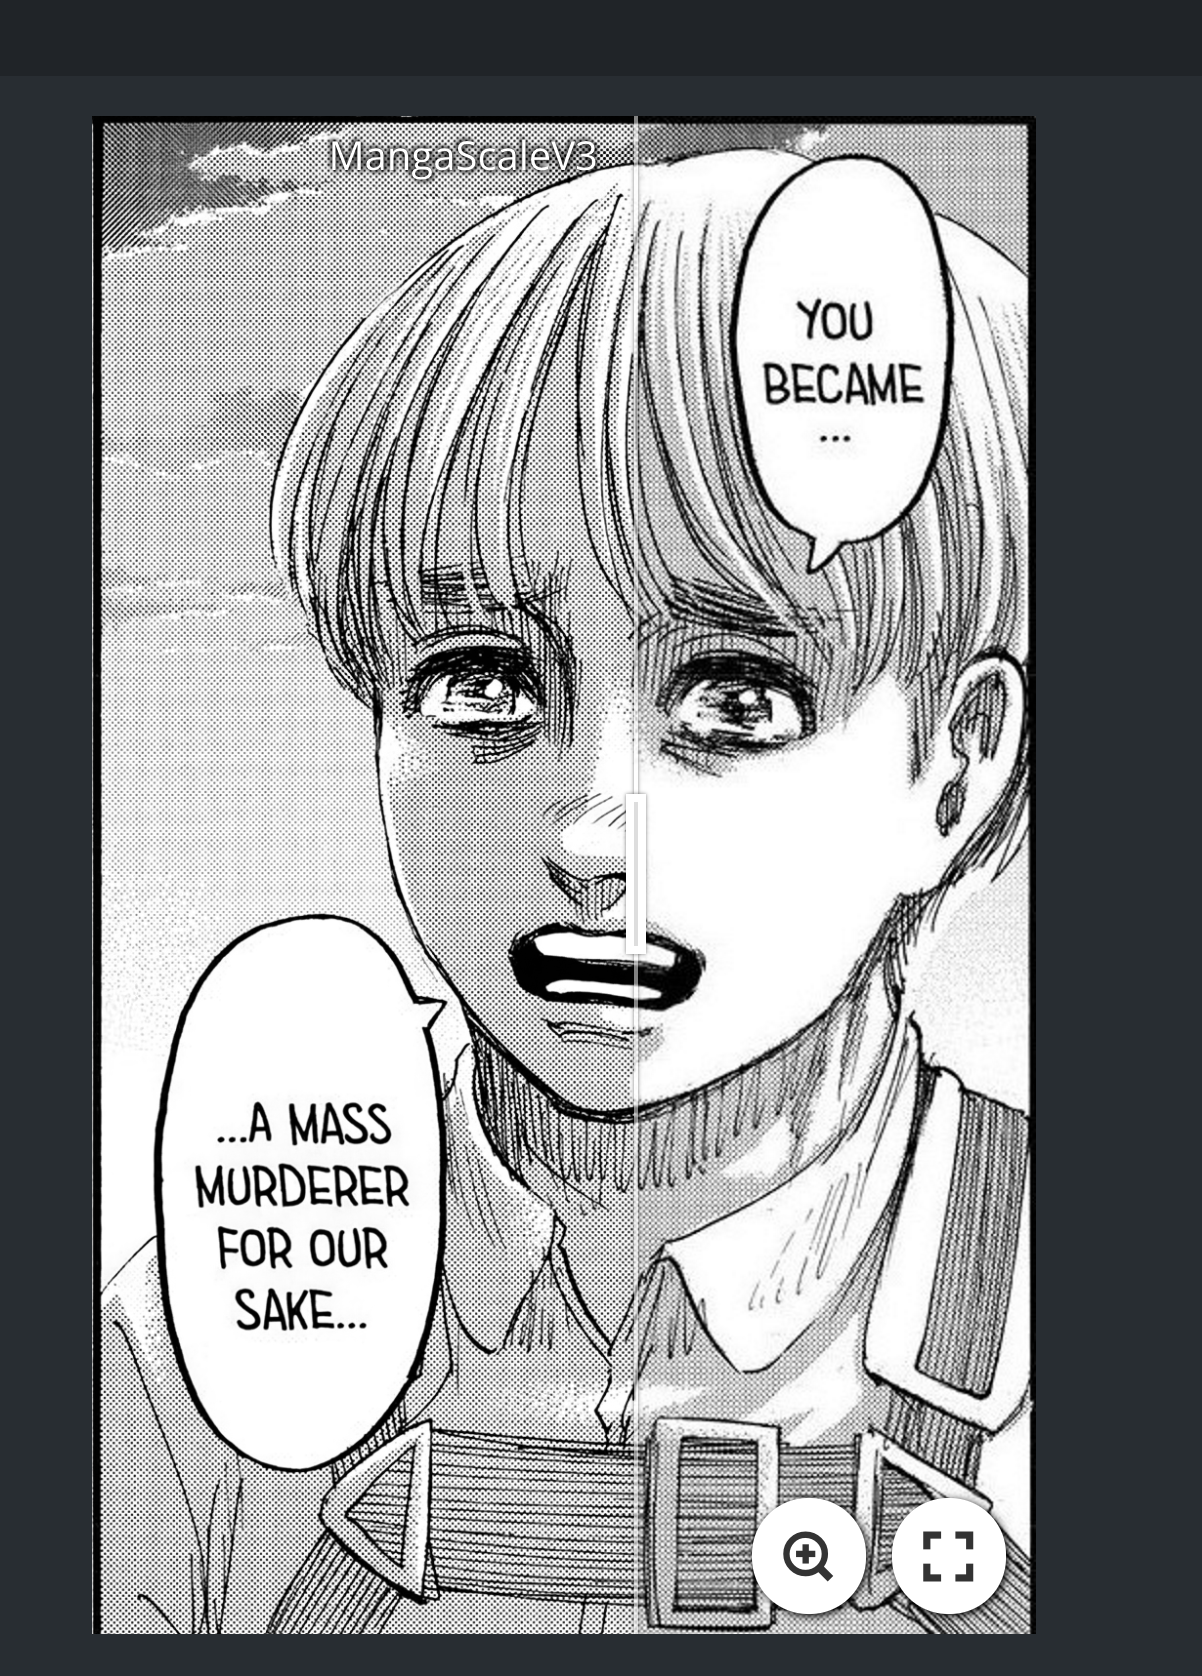 MangaScaleV3
YOU
BECAME
...
...A MASS
MURDERER
FOR OUR
SAKE...